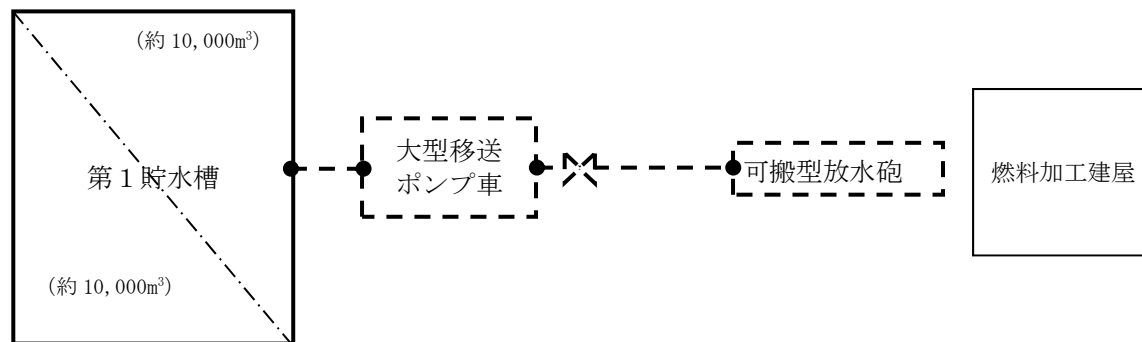 （約 10,000m³）
第１貯水槽
（約 10,000m³）
大型移送
ポンプ車
可搬型放水砲
燃料加工建屋